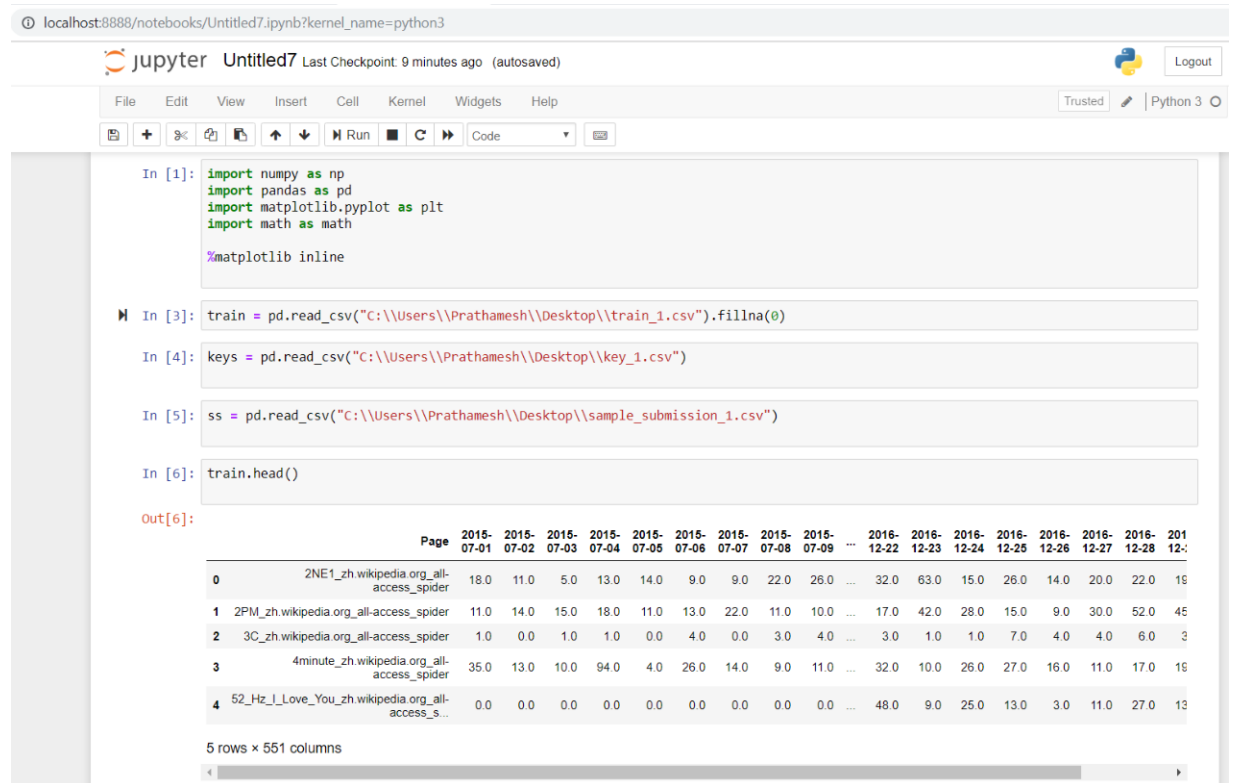 localhost:8888/notebooks/Untitled7.ipynb?kernel_name=python3
jupyter Untitled7 Last Checkpoint: 9 minutes ago (autosaved)
Logout
File Edit View Insert Cell Kernel Widgets Help
Trusted Python 3
Run Code
In [1]: import numpy as np
import pandas as pd
import matplotlib.pyplot as plt
import math as math
%matplotlib inline
In [3]: train = pd.read_csv("C:\\Users\\Prathamesh\\Desktop\\train_1.csv").fillna(0)
In [4]: keys = pd.read_csv("C:\\Users\\Prathamesh\\Desktop\\key_1.csv")
In [5]: ss = pd.read_csv("C:\\Users\\Prathamesh\\Desktop\\sample_submission_1.csv")
In [6]: train.head()
Out[6]:
Page 2015-07-01 2015-07-02 2015-07-03 2015-07-04 2015-07-05 2015-07-06 2015-07-07 2015-07-08 2015-07-09 ... 2016-12-22 2016-12-23 2016-12-24 2016-12-25 2016-12-26 2016-12-27 2016-12-28
0 2NE1_zh.wikipedia.org_all-access_spider 18.0 11.0 5.0 13.0 14.0 9.0 9.0 22.0 26.0 ... 32.0 63.0 15.0 26.0 14.0 20.0 22.0 19
1 2PM_zh.wikipedia.org_all-access_spider 11.0 14.0 15.0 18.0 11.0 13.0 22.0 11.0 10.0 ... 17.0 42.0 28.0 15.0 9.0 30.0 52.0 45
2 3C_zh.wikipedia.org_all-access_spider 1.0 0.0 1.0 1.0 0.0 4.0 0.0 3.0 4.0 ... 3.0 1.0 1.0 7.0 4.0 4.0 6.0 3
3 4minute_zh.wikipedia.org_all-access_spider 35.0 13.0 10.0 94.0 4.0 26.0 14.0 9.0 11.0 ... 32.0 10.0 26.0 27.0 16.0 11.0 17.0 19
4 52_Hz_I_Love_You_zh.wikipedia.org_all-access_s... 0.0 0.0 0.0 0.0 0.0 0.0 0.0 0.0 0.0 ... 48.0 9.0 25.0 13.0 3.0 11.0 27.0 13
5 rows × 551 columns